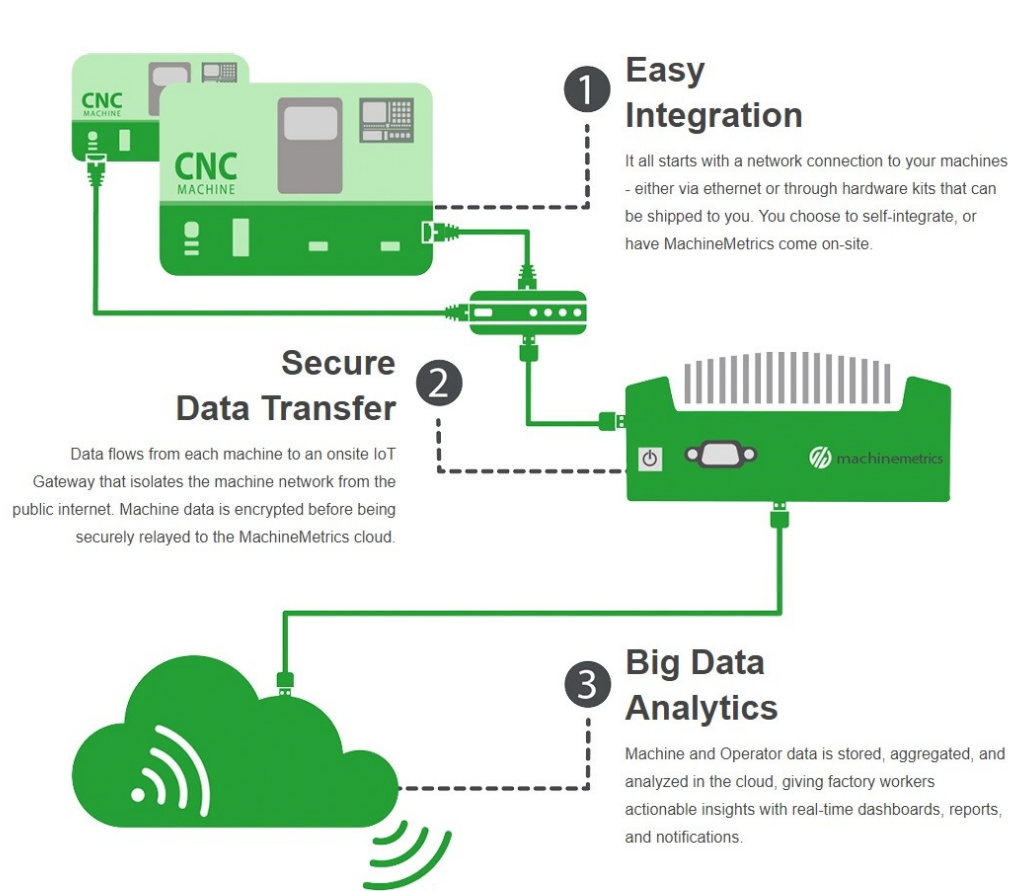 CNC
MACHINE
CNC
MACHINE
1
Easy
Integration
It all starts with a network connection to your machines
- either via ethernet or through hardware kits that can
be shipped to you. You choose to self-integrate, or
have MachineMetrics come on-site.
Secure
Data Transfer
2
Data flows from each machine to an onsite IoT
Gateway that isolates the machine network from the
public internet. Machine data is encrypted before being
securely relayed to the MachineMetrics cloud.
machinemetrics
3
Big Data
Analytics
Machine and Operator data is stored, aggregated, and
analyzed in the cloud, giving factory workers
actionable insights with real-time dashboards, reports,
and notifications.